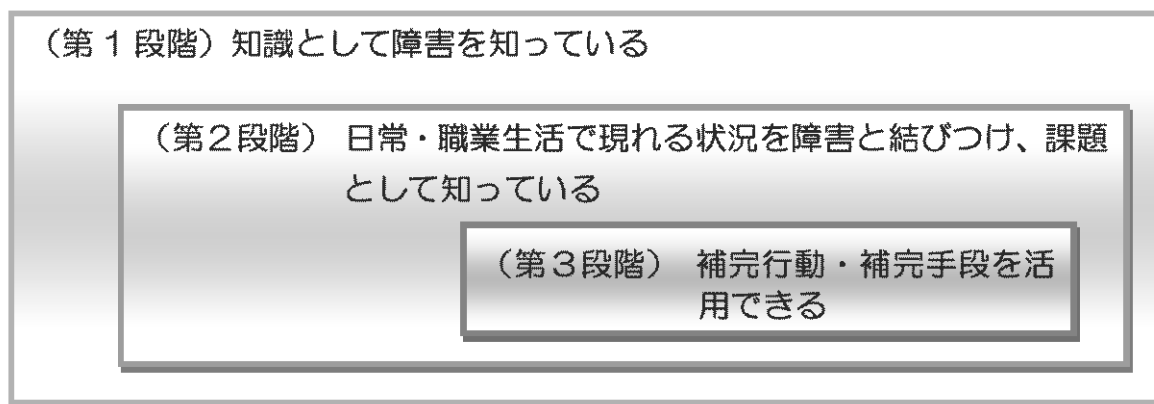 （第１段階）知識として障害を知っている
（第２段階） 日常・職業生活で現れる状況を障害と結びつけ、課題
として知っている
（第３段階） 補完行動・補完手段を活
用できる